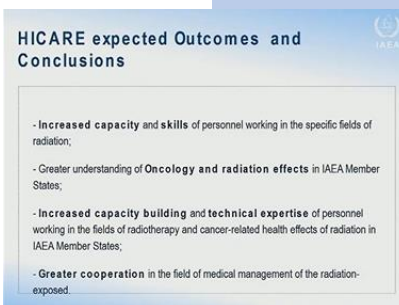 HICARE expected Outcomes and
Conclusions
IAEA
- Increased capacity and skills of personnel working in the specific fields of
radiation;
- Greater understanding of Oncology and radiation effects in IAEA Member
States;
- Increased capacity building and technical expertise of personnel
working in the fields of radiotherapy and cancer-related health effects of radiation in
IAEA Member States;
- Greater cooperation in the field of medical management of the radiation-
exposed.